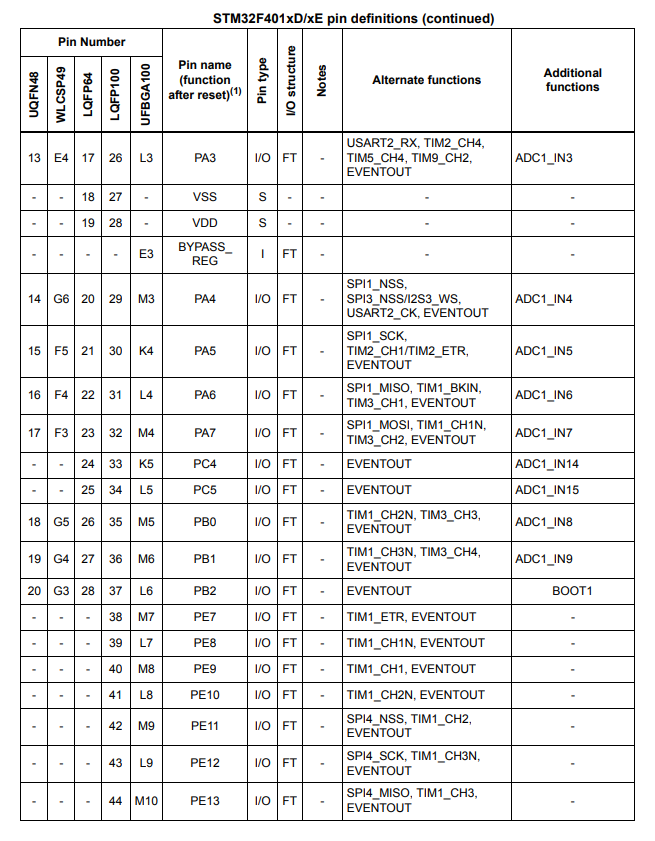 STM32F401xD/xE pin definitions (continued)
Pin Number
UQFN48
WLCSP49
LQFP64
LQFP100
UFBGA100
Pin name
(function
after reset)(1)
Pin type
I/O structure
Notes
Alternate functions
Additional
functions
13 E4 17 26 L3 PA3 I/O FT - USART2_RX, TIM2_CH4,
TIM5_CH4, TIM9_CH2,
EVENTOUT ADC1_IN3
- - 18 27 - VSS S - - - -
- - 19 28 - VDD S - - - -
- - - - E3 BYPASS_
REG I FT - - -
14 G6 20 29 M3 PA4 I/O FT - SPI1_NSS,
SPI3_NSS/I2S3_WS,
USART2_CK, EVENTOUT ADC1_IN4
15 F5 21 30 K4 PA5 I/O FT - SPI1_SCK,
TIM2_CH1/TIM2_ETR,
EVENTOUT ADC1_IN5
16 F4 22 31 L4 PA6 I/O FT - SPI1_MISO, TIM1_BKIN,
TIM3_CH1, EVENTOUT ADC1_IN6
17 F3 23 32 M4 PA7 I/O FT - SPI1_MOSI, TIM1_CH1N,
TIM3_CH2, EVENTOUT ADC1_IN7
- - 24 33 K5 PC4 I/O FT - EVENTOUT ADC1_IN14
- - 25 34 L5 PC5 I/O FT - EVENTOUT ADC1_IN15
18 G5 26 35 M5 PB0 I/O FT - TIM1_CH2N, TIM3_CH3,
EVENTOUT ADC1_IN8
19 G4 27 36 M6 PB1 I/O FT - TIM1_CH3N, TIM3_CH4,
EVENTOUT ADC1_IN9
20 G3 28 37 L6 PB2 I/O FT - EVENTOUT BOOT1
- - - 38 M7 PE7 I/O FT - TIM1_ETR, EVENTOUT -
- - - 39 L7 PE8 I/O FT - TIM1_CH1N, EVENTOUT -
- - - 40 M8 PE9 I/O FT - TIM1_CH1, EVENTOUT -
- - - 41 L8 PE10 I/O FT - TIM1_CH2N, EVENTOUT -
- - - 42 M9 PE11 I/O FT - SPI4_NSS, TIM1_CH2,
EVENTOUT -
- - - 43 L9 PE12 I/O FT - SPI4_SCK, TIM1_CH3N,
EVENTOUT -
- - - 44 M10 PE13 I/O FT - SPI4_MISO, TIM1_CH3,
EVENTOUT -